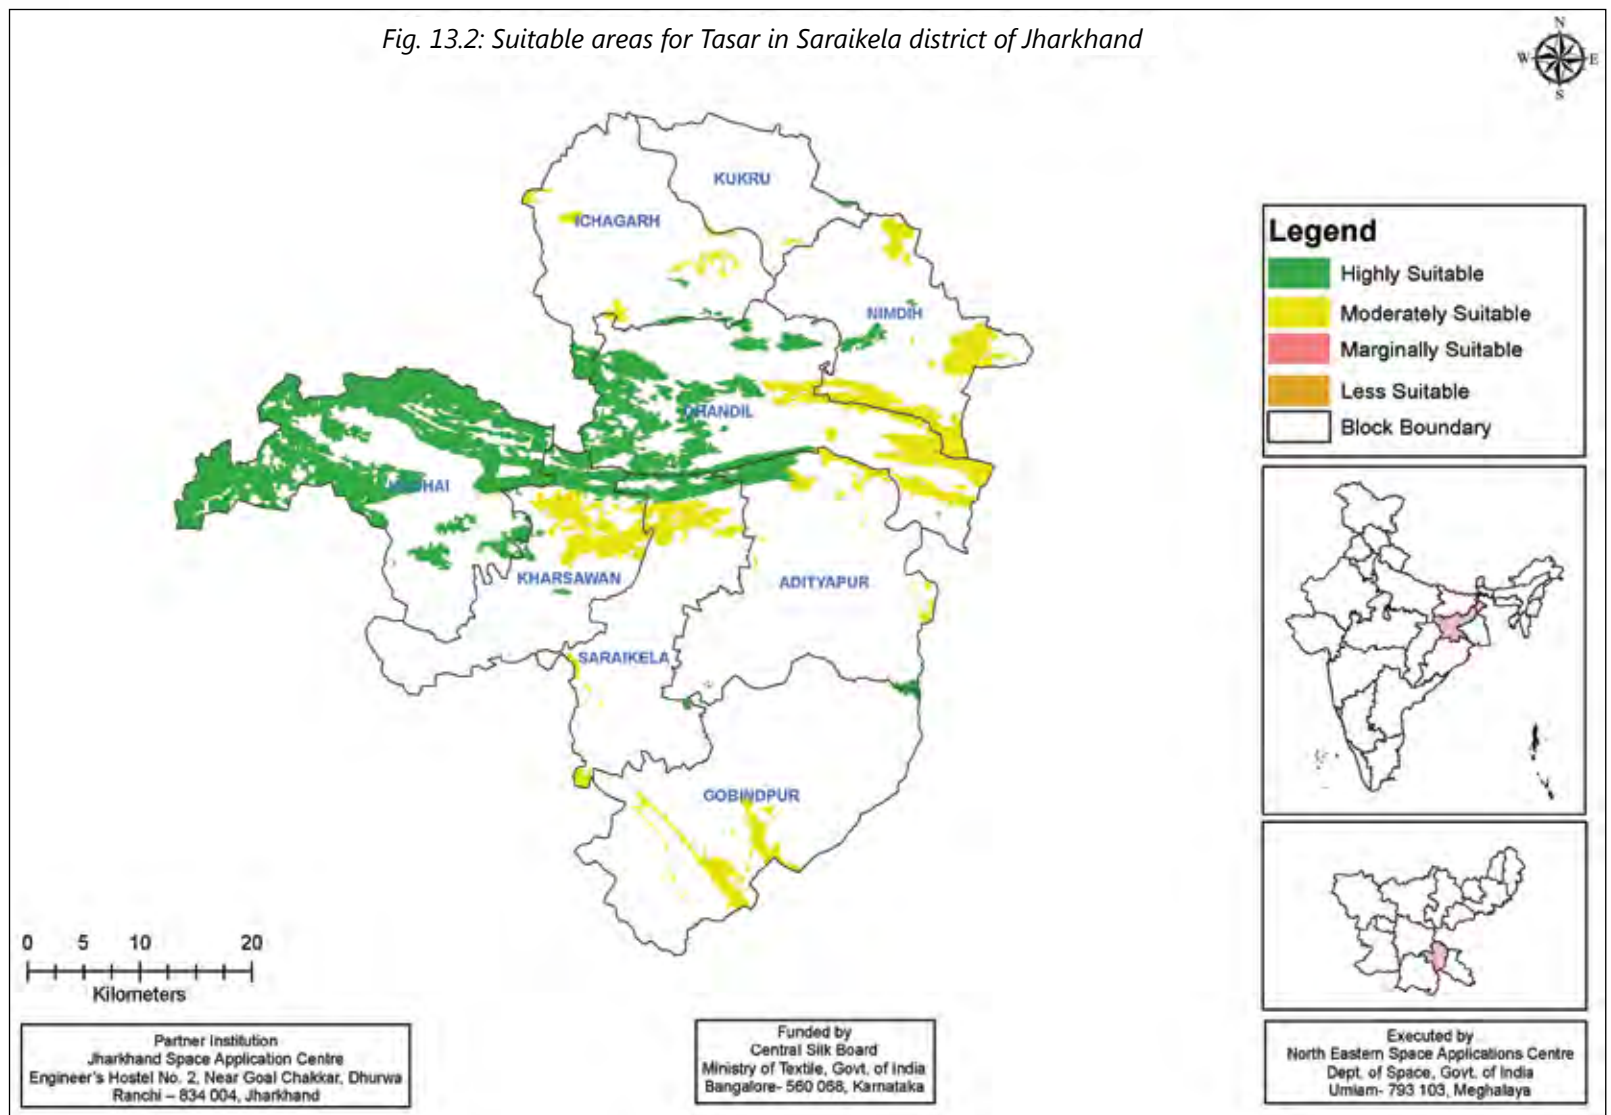 Fig. 13.2: Suitable areas for Tasar in Saraikela district of Jharkhand
N
W
E
S
KUKRU
ICHAGARH
NIMDIH
KHARSAWAN
ADITYAPUR
SARAIKELA
GOBINDPUR
Legend
Highly Suitable
Moderately Suitable
Marginally Suitable
Less Suitable
Block Boundary
0 5 10 20
Kilometers
Partner Institution
Jharkhand Space Application Centre
Engineer's Hostel No. 2, Near Goal Chakkar, Dhurwa
Ranchi – 834 004, Jharkhand
Funded by
Central Silk Board
Ministry of Textile, Govt. of India
Bangalore- 560 068, Karnataka
Executed by
North Eastern Space Applications Centre
Dept. of Space, Govt. of India
Umiam- 793 103, Meghalaya